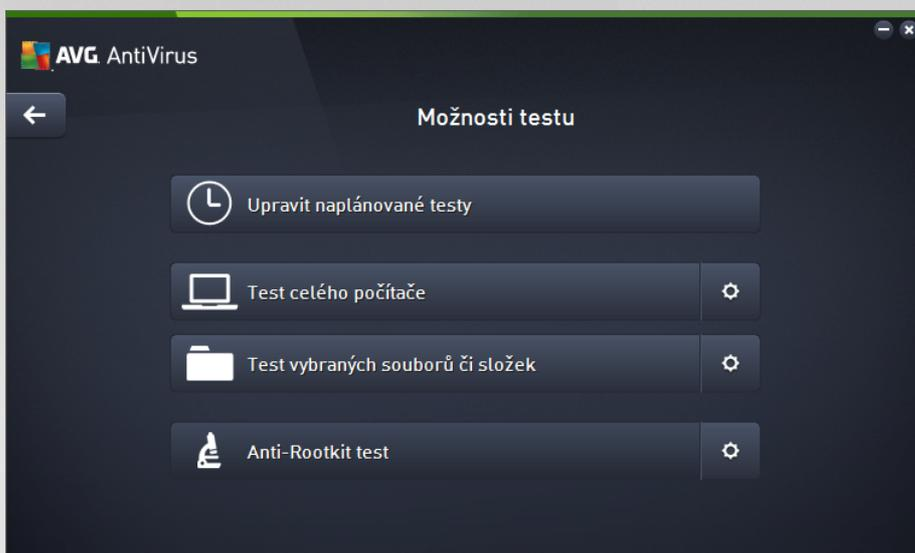 AVG. AntiVirus
Možnosti testu
Upravit naplánované testy
Test celého počítače
Test vybraných souborů či složek
Anti-Rootkit test